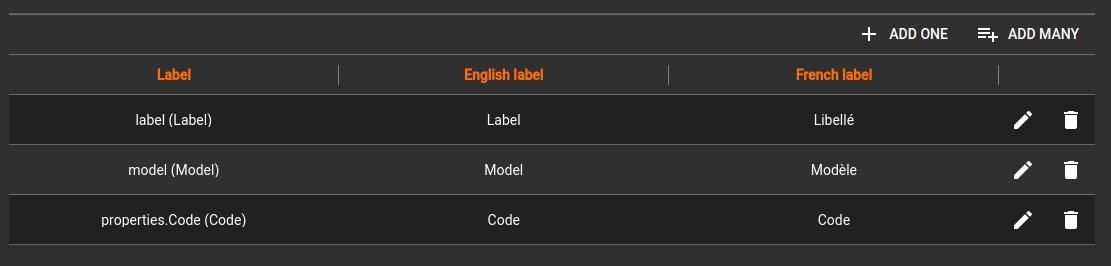 ADD ONE ADD MANY
Label English label French label
label (Label) Label Libellé
model (Model) Model Modèle
properties.Code (Code) Code Code